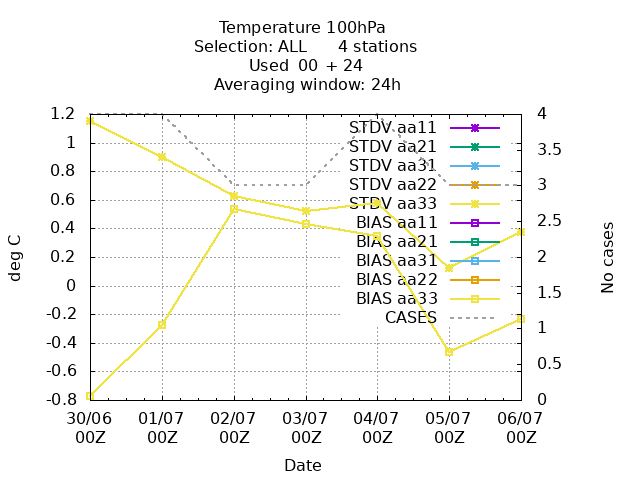 Temperature 100hPa
Selection: ALL 4 stations
Used 00 + 24
Averaging window: 24h
1.2
1
0.8
0.6
0.4
0.2
0
-0.2
-0.4
-0.6
-0.8
deg C
4
3.5
3
2.5
2
1.5
1
0.5
0
No cases
STDV aa11
STDV aa21
STDV aa31
STDV aa22
STDV aa33
BIAS aa11
BIAS aa21
BIAS aa31
BIAS aa22
BIAS aa33
CASES
30/06 01/07 02/07 03/07 04/07 05/07 06/07
00Z 00Z 00Z 00Z 00Z 00Z 00Z
Date